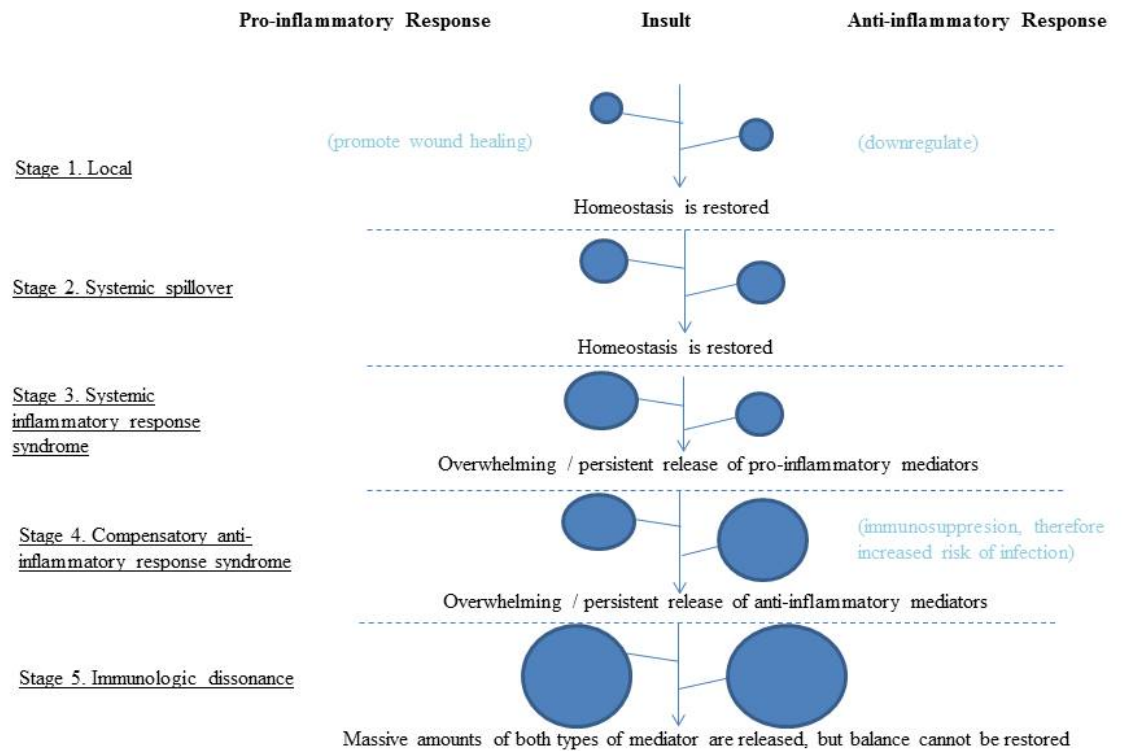 Pro-inflammatory Response
Insult
Anti-inflammatory Response
(promote wound healing)
(downregulate)
Stage 1. Local
Homeostasis is restored
Stage 2. Systemic spillover
Homeostasis is restored
Stage 3. Systemic
inflammatory response
syndrome
Overwhelming / persistent release of pro-inflammatory mediators
Stage 4. Compensatory anti-
inflammatory response syndrome
(immunosuppresion, therefore
increased risk of infection)
Overwhelming / persistent release of anti-inflammatory mediators
Stage 5. Immunologic dissonance
Massive amounts of both types of mediator are released, but balance cannot be restored